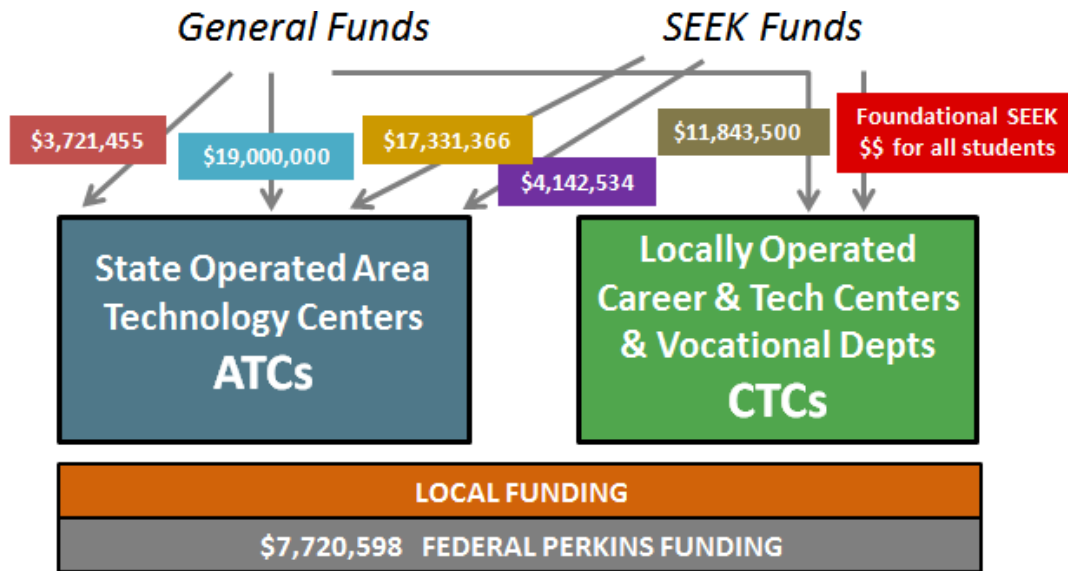 General Funds
SEEK Funds
$3,721,455
$19,000,000
$17,331,366
$4,142,534
$11,843,500
Foundational SEEK
$$ for all students
State Operated Area
Technology Centers
ATCs
Locally Operated
Career & Tech Centers
& Vocational Depts
CTCs
LOCAL FUNDING
$7,720,598 FEDERAL PERKINS FUNDING